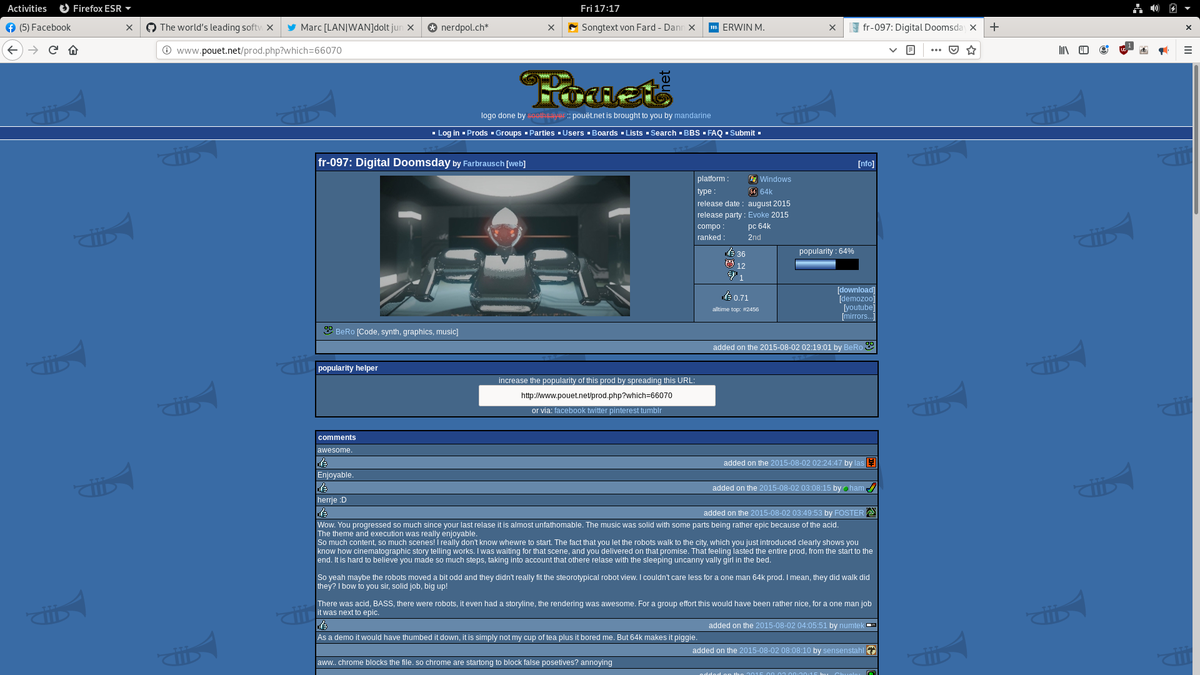 Activities Firefox ESR Fri 17:17
(5) Facebook The world's leading softw Marc [LAN|WAN]dolt jun nerdpol.ch* Songtext von Fard - Dann ERWIN M. fr-097: Digital Doomsday
www.pouet.net/prod.php?which=66070
Pouet.net
logo done by :: pouët.net is brought to you by mandarine
Log in Prods Groups Parties Users Boards Lists Search BBS FAQ Submit
fr-097: Digital Doomsday by Farbrausch [web] [nfo]
platform : Windows
type : 64k
release date : august 2015
release party : Evoke 2015
compo : pc 64k
ranked : 2nd
36
12
1
popularity : 64%
0.71
alltime top: #2456
[download]
[demozoo]
[youtube]
[mirrors...]
BeRo [Code, synth, graphics, music]
added on the 2015-08-02 02:19:01 by BeRo
popularity helper
increase the popularity of this prod by spreading this URL:
http://www.pouet.net/prod.php?which=66070
or via: facebook twitter pinterest tumblr
comments
awesome.
added on the 2015-08-02 02:24:47 by las
Enjoyable.
added on the 2015-08-02 03:08:15 by ham
herrje :D
added on the 2015-08-02 03:49:53 by FOSTER
Wow. You progressed so much since your last relase it is almost unfathomable. The music was solid with some parts being rather epic because of the acid.
The theme and execution was really enjoyable.
So much content, so much scenes! I really don't know whewre to start. The fact that you let the robots walk to the city, which you just introduced clearly shows you
know how cinematographic story telling works. I was waiting for that scene, and you delivered on that promise. That feeling lasted the entire prod, from the start to the
end. It is hard to believe you made so much steps, taking into account that othere relase with the sleeping uncanny vally girl in the bed.
So yeah maybe the robots moved a bit odd and they didn't really fit the steorotypical robot view. I couldn't care less for a one man 64k prod. I mean, they did walk did
they? I bow to you sir, solid job, big up!
There was acid, BASS, there were robots, it even had a storyline, the rendering was awesome. For a group effort this would have been rather nice, for a one man job
it was next to epic.
added on the 2015-08-02 04:05:51 by numtek
As a demo it would have thumbed it down, it is simply not my cup of tea plus it bored me. But 64k makes it piggie.
added on the 2015-08-02 08:08:10 by sensenstahl
aww.. chrome blocks the file. so chrome are startong to block false posetives? annoying